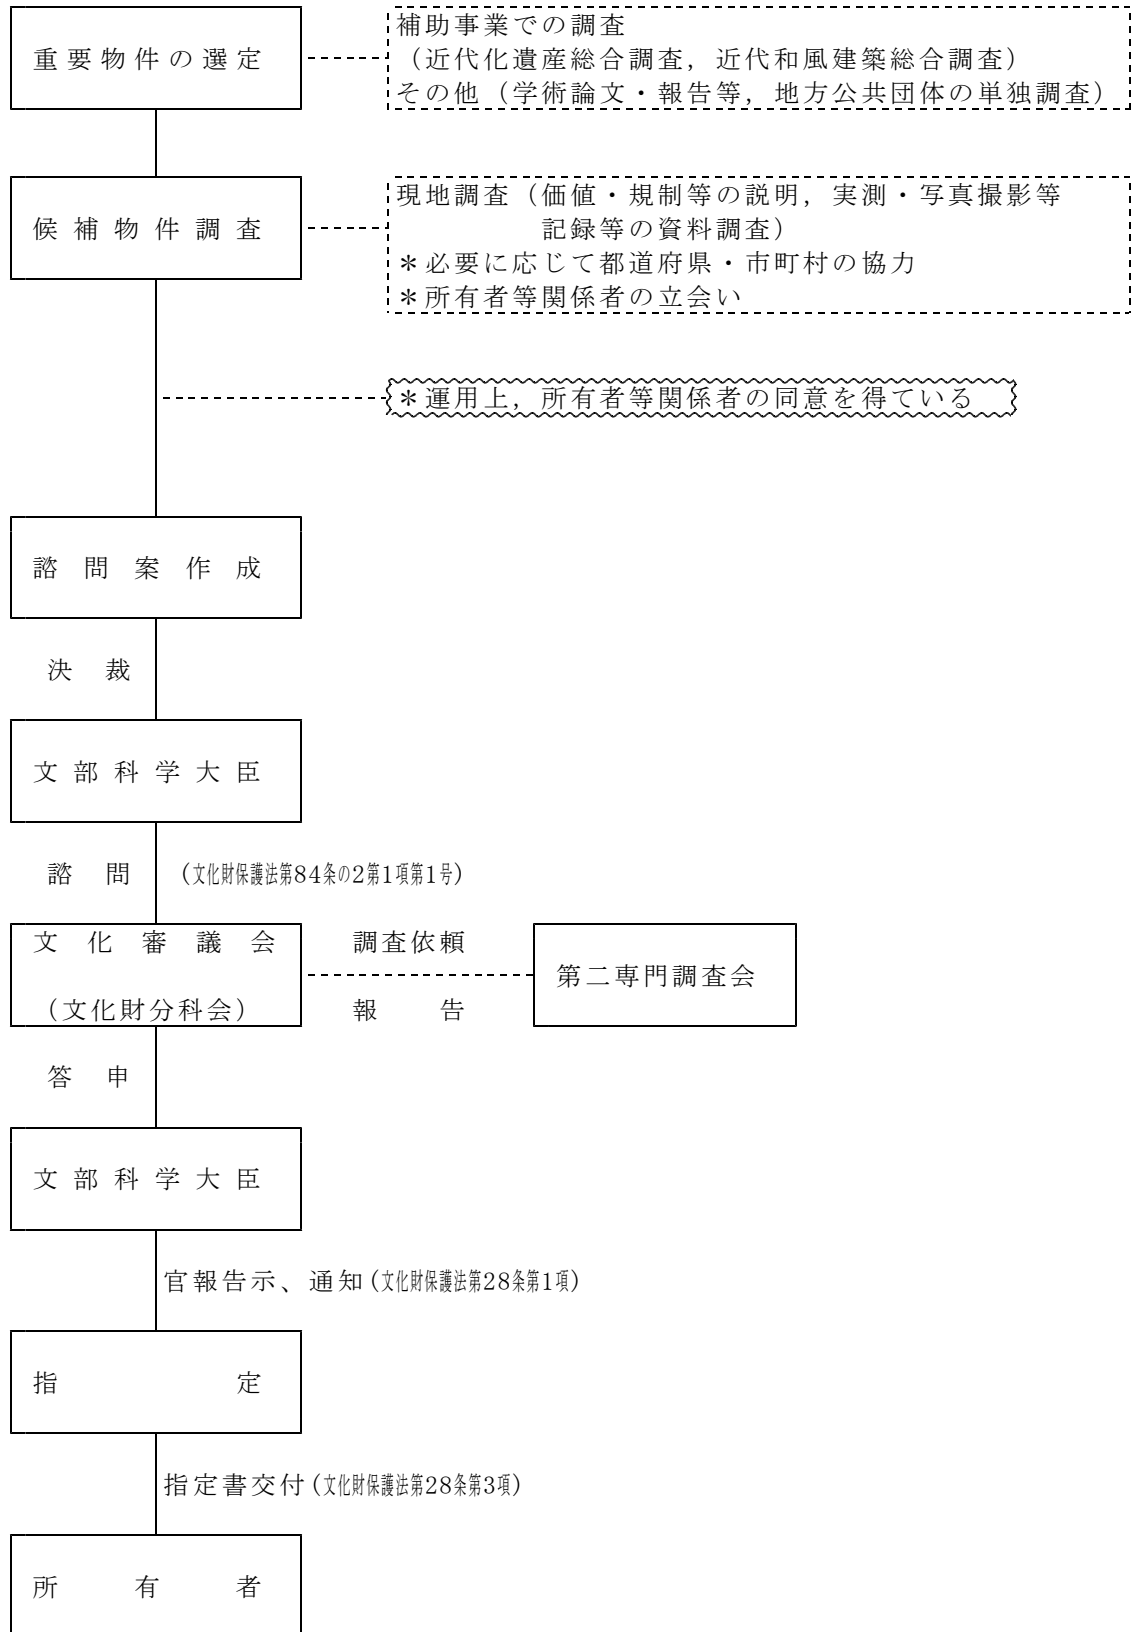 重要物件の選定
補助事業での調査
（近代化遺産総合調査，近代和風建築総合調査）
その他（学術論文・報告等，地方公共団体の単独調査）
候補物件調査
現地調査（価値・規制等の説明，実測・写真撮影等
記録等の資料調査）
＊必要に応じて都道府県・市町村の協力
＊所有者等関係者の立会い
＊運用上，所有者等関係者の同意を得ている
諮問案作成
決裁
文部科学大臣
諮問 (文化財保護法第84条の2第1項第1号)
文化審議会
（文化財分科会）
調査依頼
報告
第二専門調査会
答申
文部科学大臣
官報告示、通知(文化財保護法第28条第1項)
指定
指定書交付(文化財保護法第28条第3項)
所有者